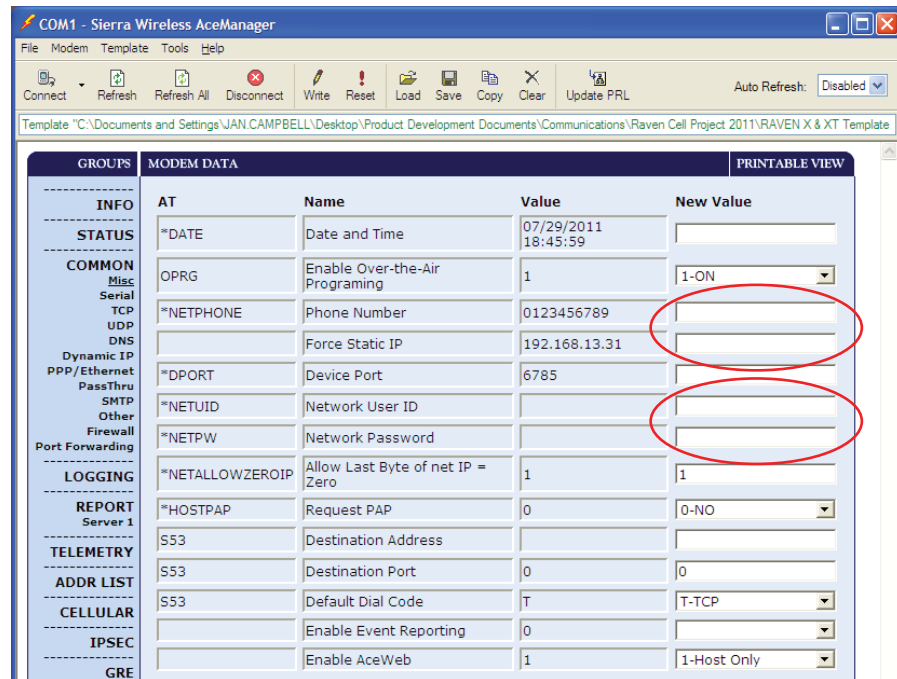 COM1 - Sierra Wireless AceManager
File Modem Template Tools Help
Connect Refresh Refresh All Disconnect Write Reset Load Save Copy Clear Update PRL Auto Refresh: Disabled
Template "C:\Documents and Settings\JAN.CAMPBELL\Desktop\Product Development Documents\Communications\Raven Cell Project 2011\RAVEN X & XT Template
GROUPS MODEM DATA PRINTABLE VIEW
INFO
STATUS
COMMON
Misc
Serial
TCP
UDP
DNS
Dynamic IP
PPP/Ethernet
PassThru
SMTP
Other
Firewall
Port Forwarding
LOGGING
REPORT
Server 1
TELEMETRY
ADDR LIST
CELLULAR
IPSEC
GRE
AT Name Value New Value
*DATE Date and Time 07/29/2011
18:45:59
OPRG Enable Over-the-Air
Programing 1 1-ON
*NETPHONE Phone Number 0123456789
Force Static IP 192.168.13.31
*DPORT Device Port 6785
*NETUID Network User ID
*NETPW Network Password
*NETALLOWZEROIP Allow Last Byte of net IP =
Zero 1 1
*HOSTPAP Request PAP 0 0-NO
S53 Destination Address
S53 Destination Port 0 0
S53 Default Dial Code T T-TCP
Enable Event Reporting 0
Enable AceWeb 1 1-Host Only